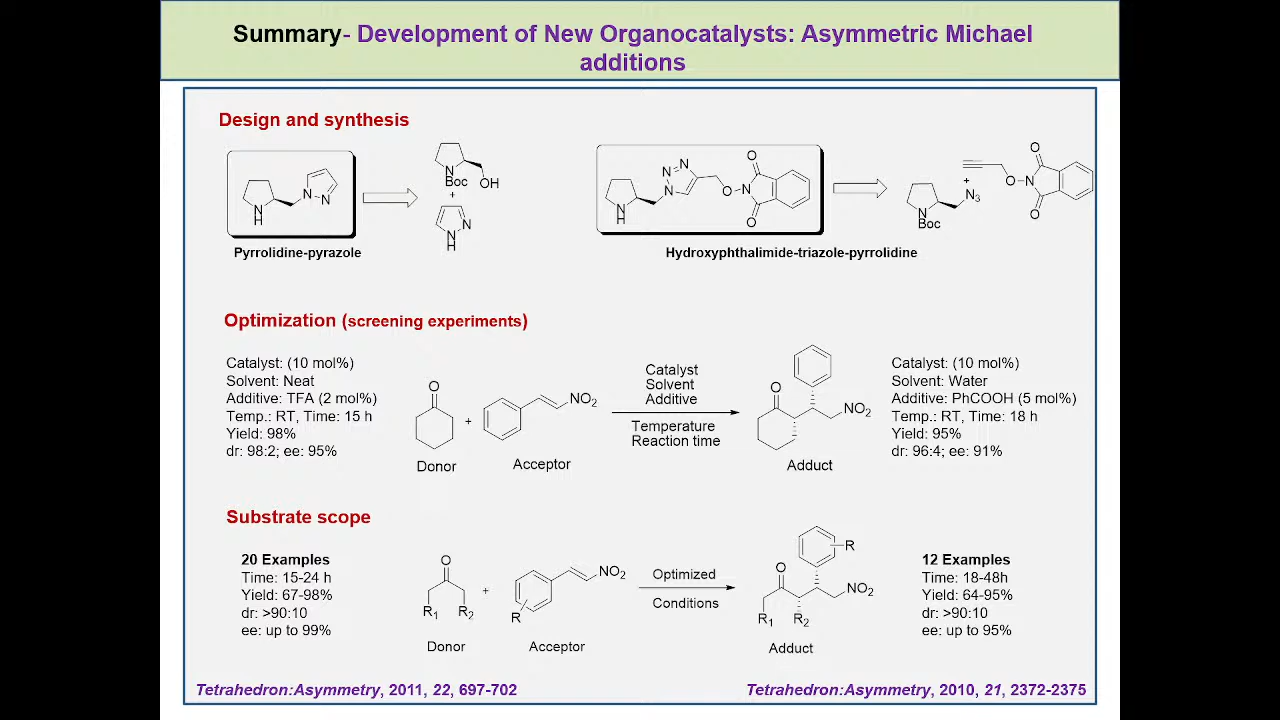 Summary- Development of New Organocatalysts: Asymmetric Michael
additions
Design and synthesis
N
H
N
N
Pyrrolidine-pyrazole
N
Boc
OH
+
N
N
H
N
H
N
N
N
O
N
O
O
Hydroxyphthalimide-triazole-pyrrolidine
N
Boc
N3
+
O
N
O
O
Optimization (screening experiments)
Catalyst: (10 mol%)
Solvent: Neat
Additive: TFA (2 mol%)
Temp.: RT, Time: 15 h
Yield: 98%
dr: 98:2; ee: 95%
O
Donor
+
NO2
Acceptor
Catalyst
Solvent
Additive
Temperature
Reaction time
O
NO2
Adduct
Catalyst: (10 mol%)
Solvent: Water
Additive: PhCOOH (5 mol%)
Temp.: RT, Time: 18 h
Yield: 95%
dr: 96:4; ee: 91%
Substrate scope
20 Examples
Time: 15-24 h
Yield: 67-98%
dr: >90:10
ee: up to 99%
O
R1 R2
Donor
+
NO2
R
Acceptor
Optimized
Conditions
R
O
NO2
R1 R2
Adduct
12 Examples
Time: 18-48h
Yield: 64-95%
dr: >90:10
ee: up to 95%
Tetrahedron:Asymmetry, 2011, 22, 697-702
Tetrahedron:Asymmetry, 2010, 21, 2372-2375